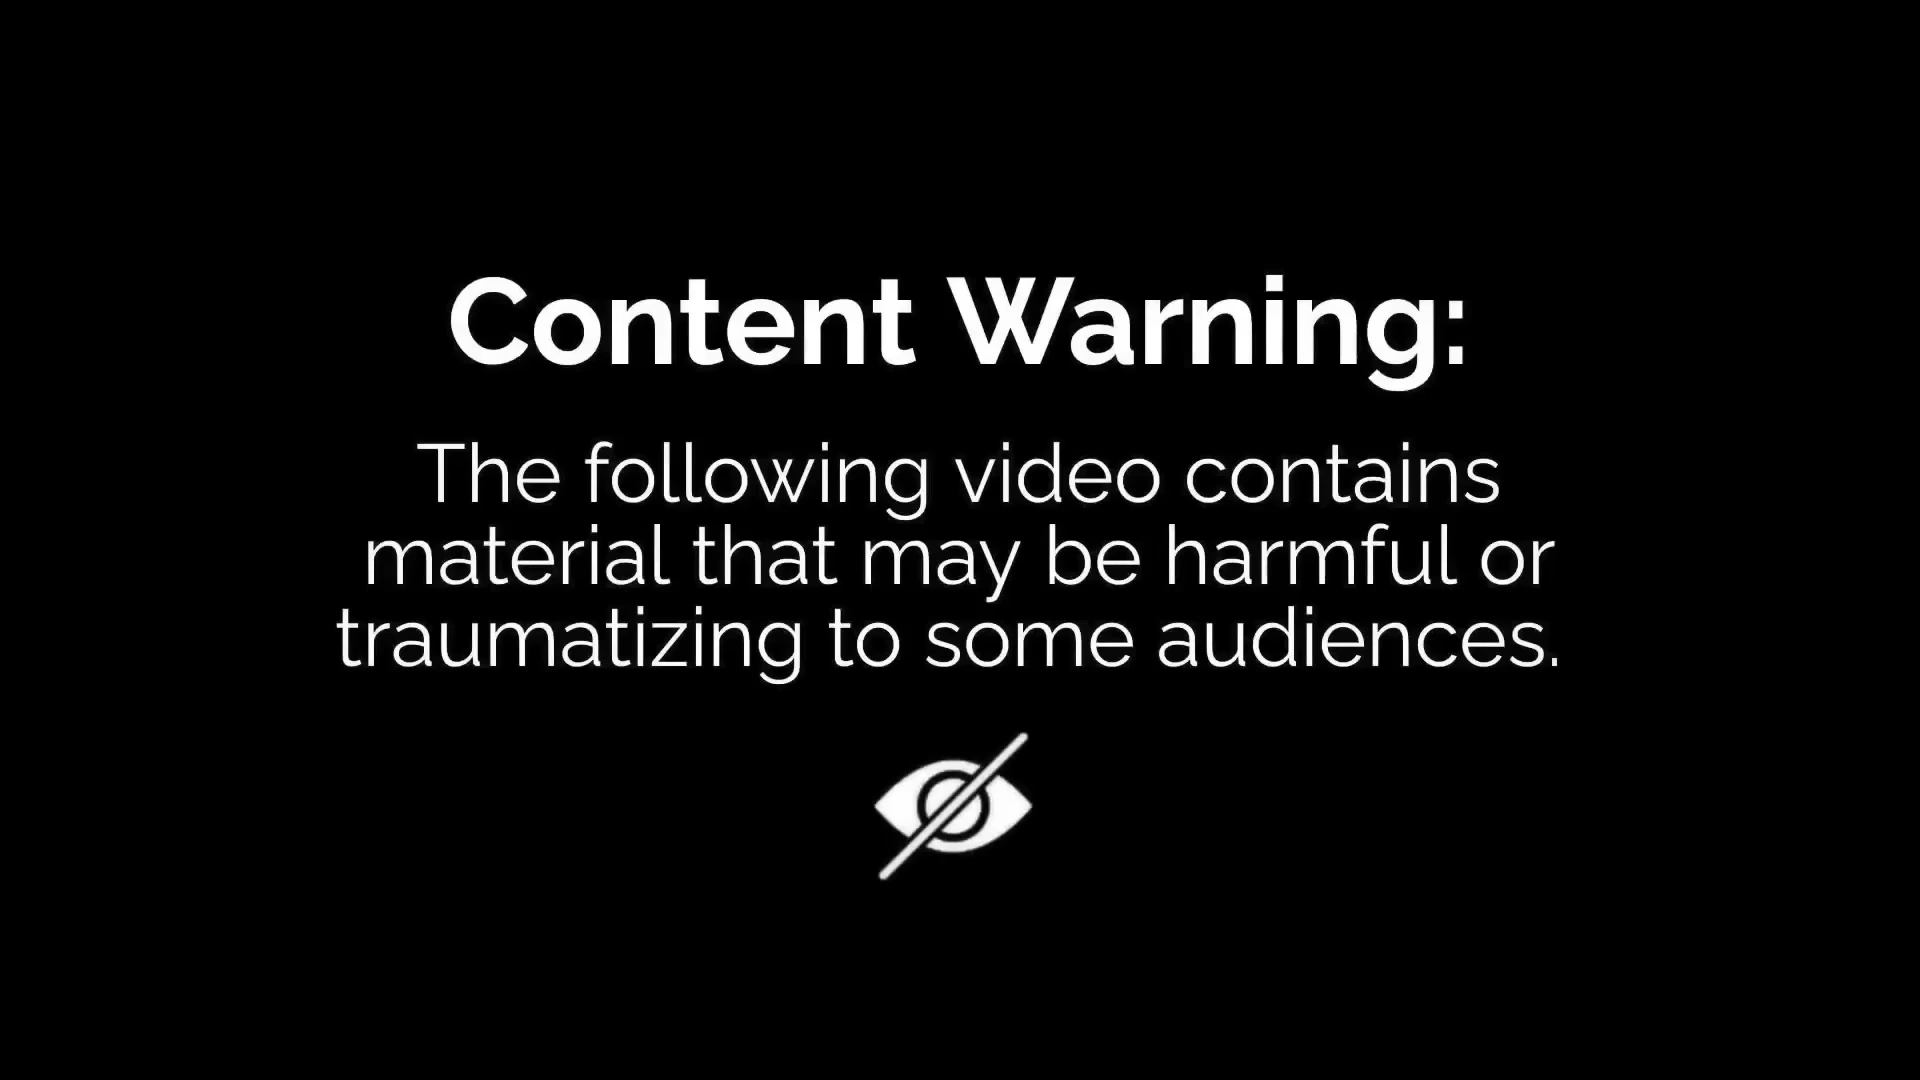 Content Warning:
The following video contains
material that may be harmful or
traumatizing to some audiences.